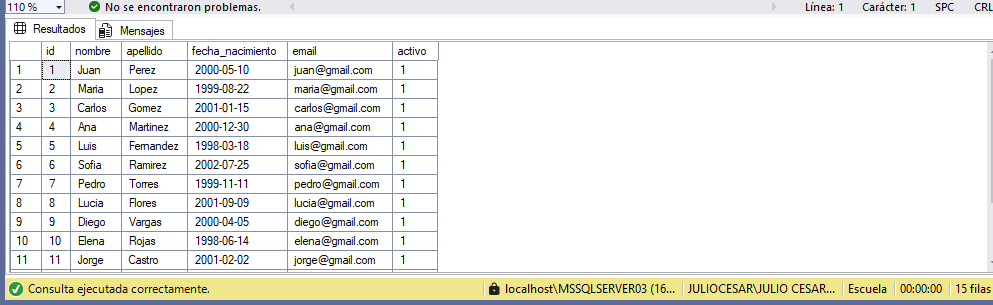 110 % No se encontraron problemas. Línea: 1 Carácter: 1 SPC CRL
Resultados Mensajes
id nombre apellido fecha_nacimiento email activo
1 1 Juan Perez 2000-05-10 juan@gmail.com 1
2 2 Maria Lopez 1999-08-22 maria@gmail.com 1
3 3 Carlos Gomez 2001-01-15 carlos@gmail.com 1
4 4 Ana Martinez 2000-12-30 ana@gmail.com 1
5 5 Luis Fernandez 1998-03-18 luis@gmail.com 1
6 6 Sofia Ramirez 2002-07-25 sofia@gmail.com 1
7 7 Pedro Torres 1999-11-11 pedro@gmail.com 1
8 8 Lucia Flores 2001-09-09 lucia@gmail.com 1
9 9 Diego Vargas 2000-04-05 diego@gmail.com 1
10 10 Elena Rojas 1998-06-14 elena@gmail.com 1
11 11 Jorge Castro 2001-02-02 jorge@gmail.com 1
Consulta ejecutada correctamente. localhost\MSSQLSERVER03 (16... JULIOCESAR\JULIO CESAR... Escuela 00:00:00 15 filas